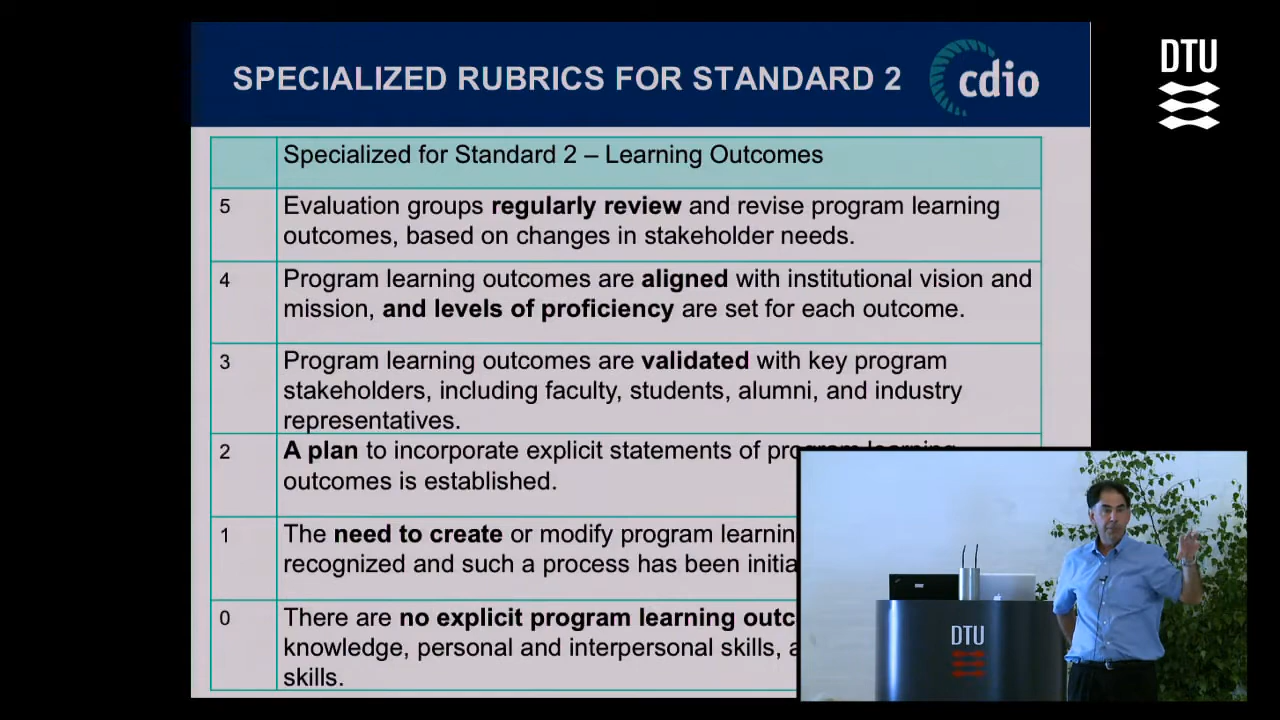 SPECIALIZED RUBRICS FOR STANDARD 2
cdio
DTU
Specialized for Standard 2 – Learning Outcomes
5
Evaluation groups regularly review and revise program learning
outcomes, based on changes in stakeholder needs.
4
Program learning outcomes are aligned with institutional vision and
mission, and levels of proficiency are set for each outcome.
3
Program learning outcomes are validated with key program
stakeholders, including faculty, students, alumni, and industry
representatives.
2
A plan to incorporate explicit statements of program learning
outcomes is established.
1
The need to create or modify program
recognized and such a process has been
0
There are no explicit program learning
knowledge, personal and interpersonal skills,
skills.
DTU